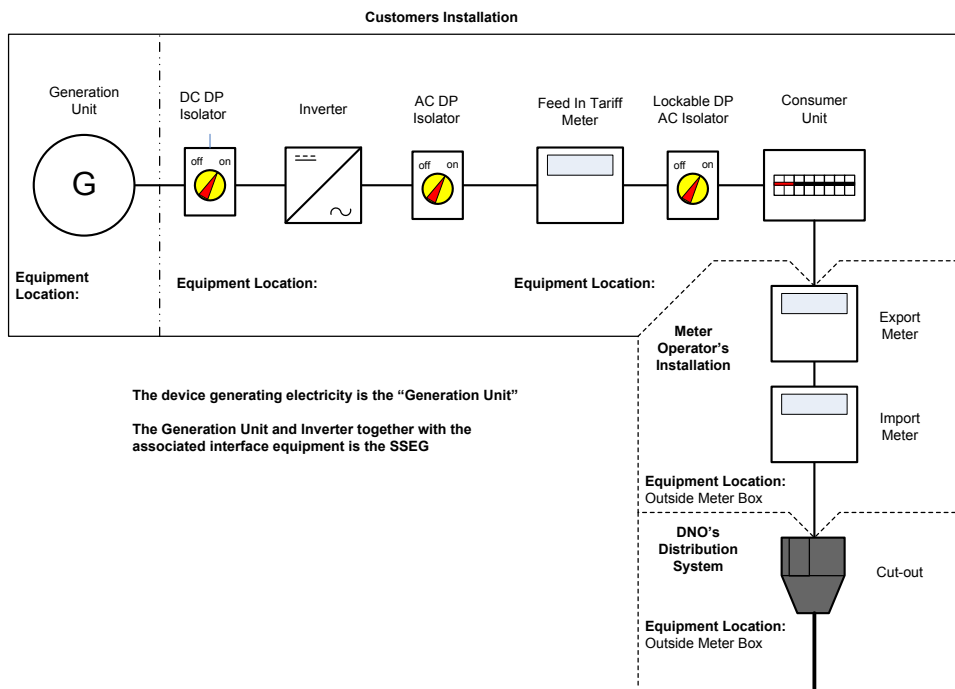 Customers Installation
Generation
Unit
DC DP
Isolator
Inverter
AC DP
Isolator
Feed In Tariff
Meter
Lockable DP
AC Isolator
Consumer
Unit
G
off on
off on
off on
Equipment
Location:
Equipment Location:
Equipment Location:
Meter
Operator's
Installation
Export
Meter
Import
Meter
The device generating electricity is the “Generation Unit”
The Generation Unit and Inverter together with the
associated interface equipment is the SSEG
Equipment Location:
Outside Meter Box
DNO's
Distribution
System
Cut-out
Equipment Location:
Outside Meter Box